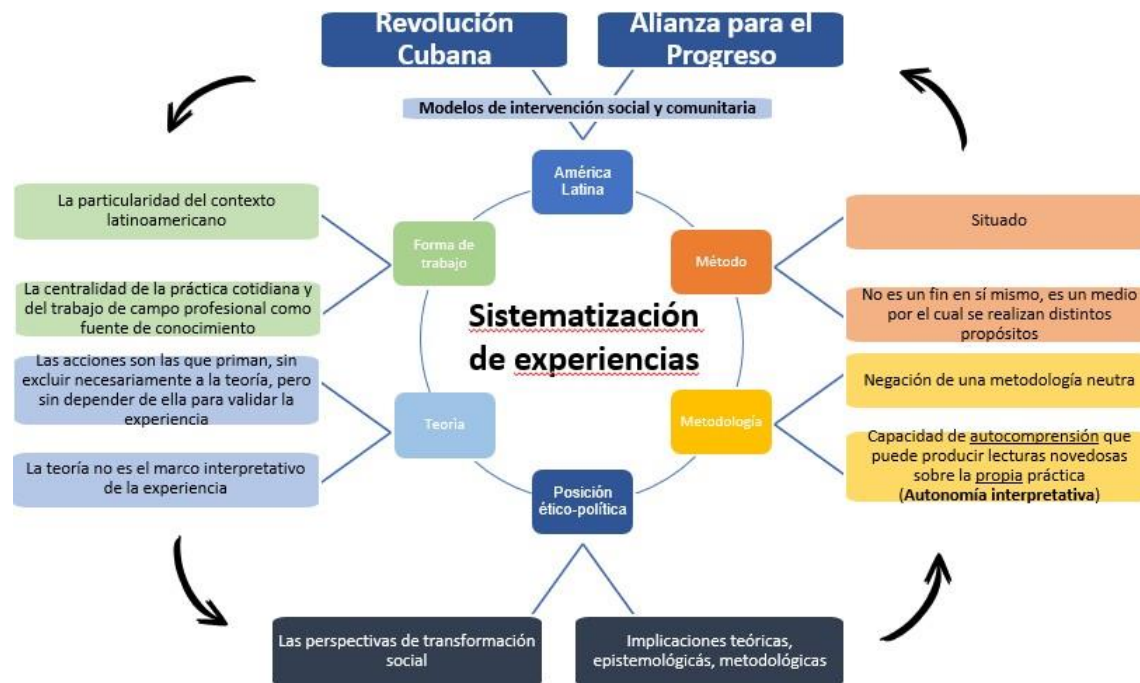 Revolución
Cubana
Alianza para el
Progreso
Modelos de intervención social y comunitaria
América
Latina
La particularidad del contexto
latinoamericano
Forma de
trabajo
La centralidad de la práctica cotidiana y
del trabajo de campo profesional como
fuente de conocimiento
Método
Situado
No es un fin en sí mismo, es un medio
por el cual se realizan distintos
propósitos
Sistematización
de experiencias
Las acciones son las que priman, sin
excluir necesariamente a la teoría, pero
sin depender de ella para validar la
experiencia
Teorìa
La teoría no es el marco interpretativo
de la experiencia
Metodología
Negación de una metodología neutra
Capacidad de autocomprensión que
puede producir lecturas novedosas
sobre la propia práctica
(Autonomía interpretativa)
Posición
ético-política
Las perspectivas de transformación
social
Implicaciones teóricas,
epistemológicás, metodológicas